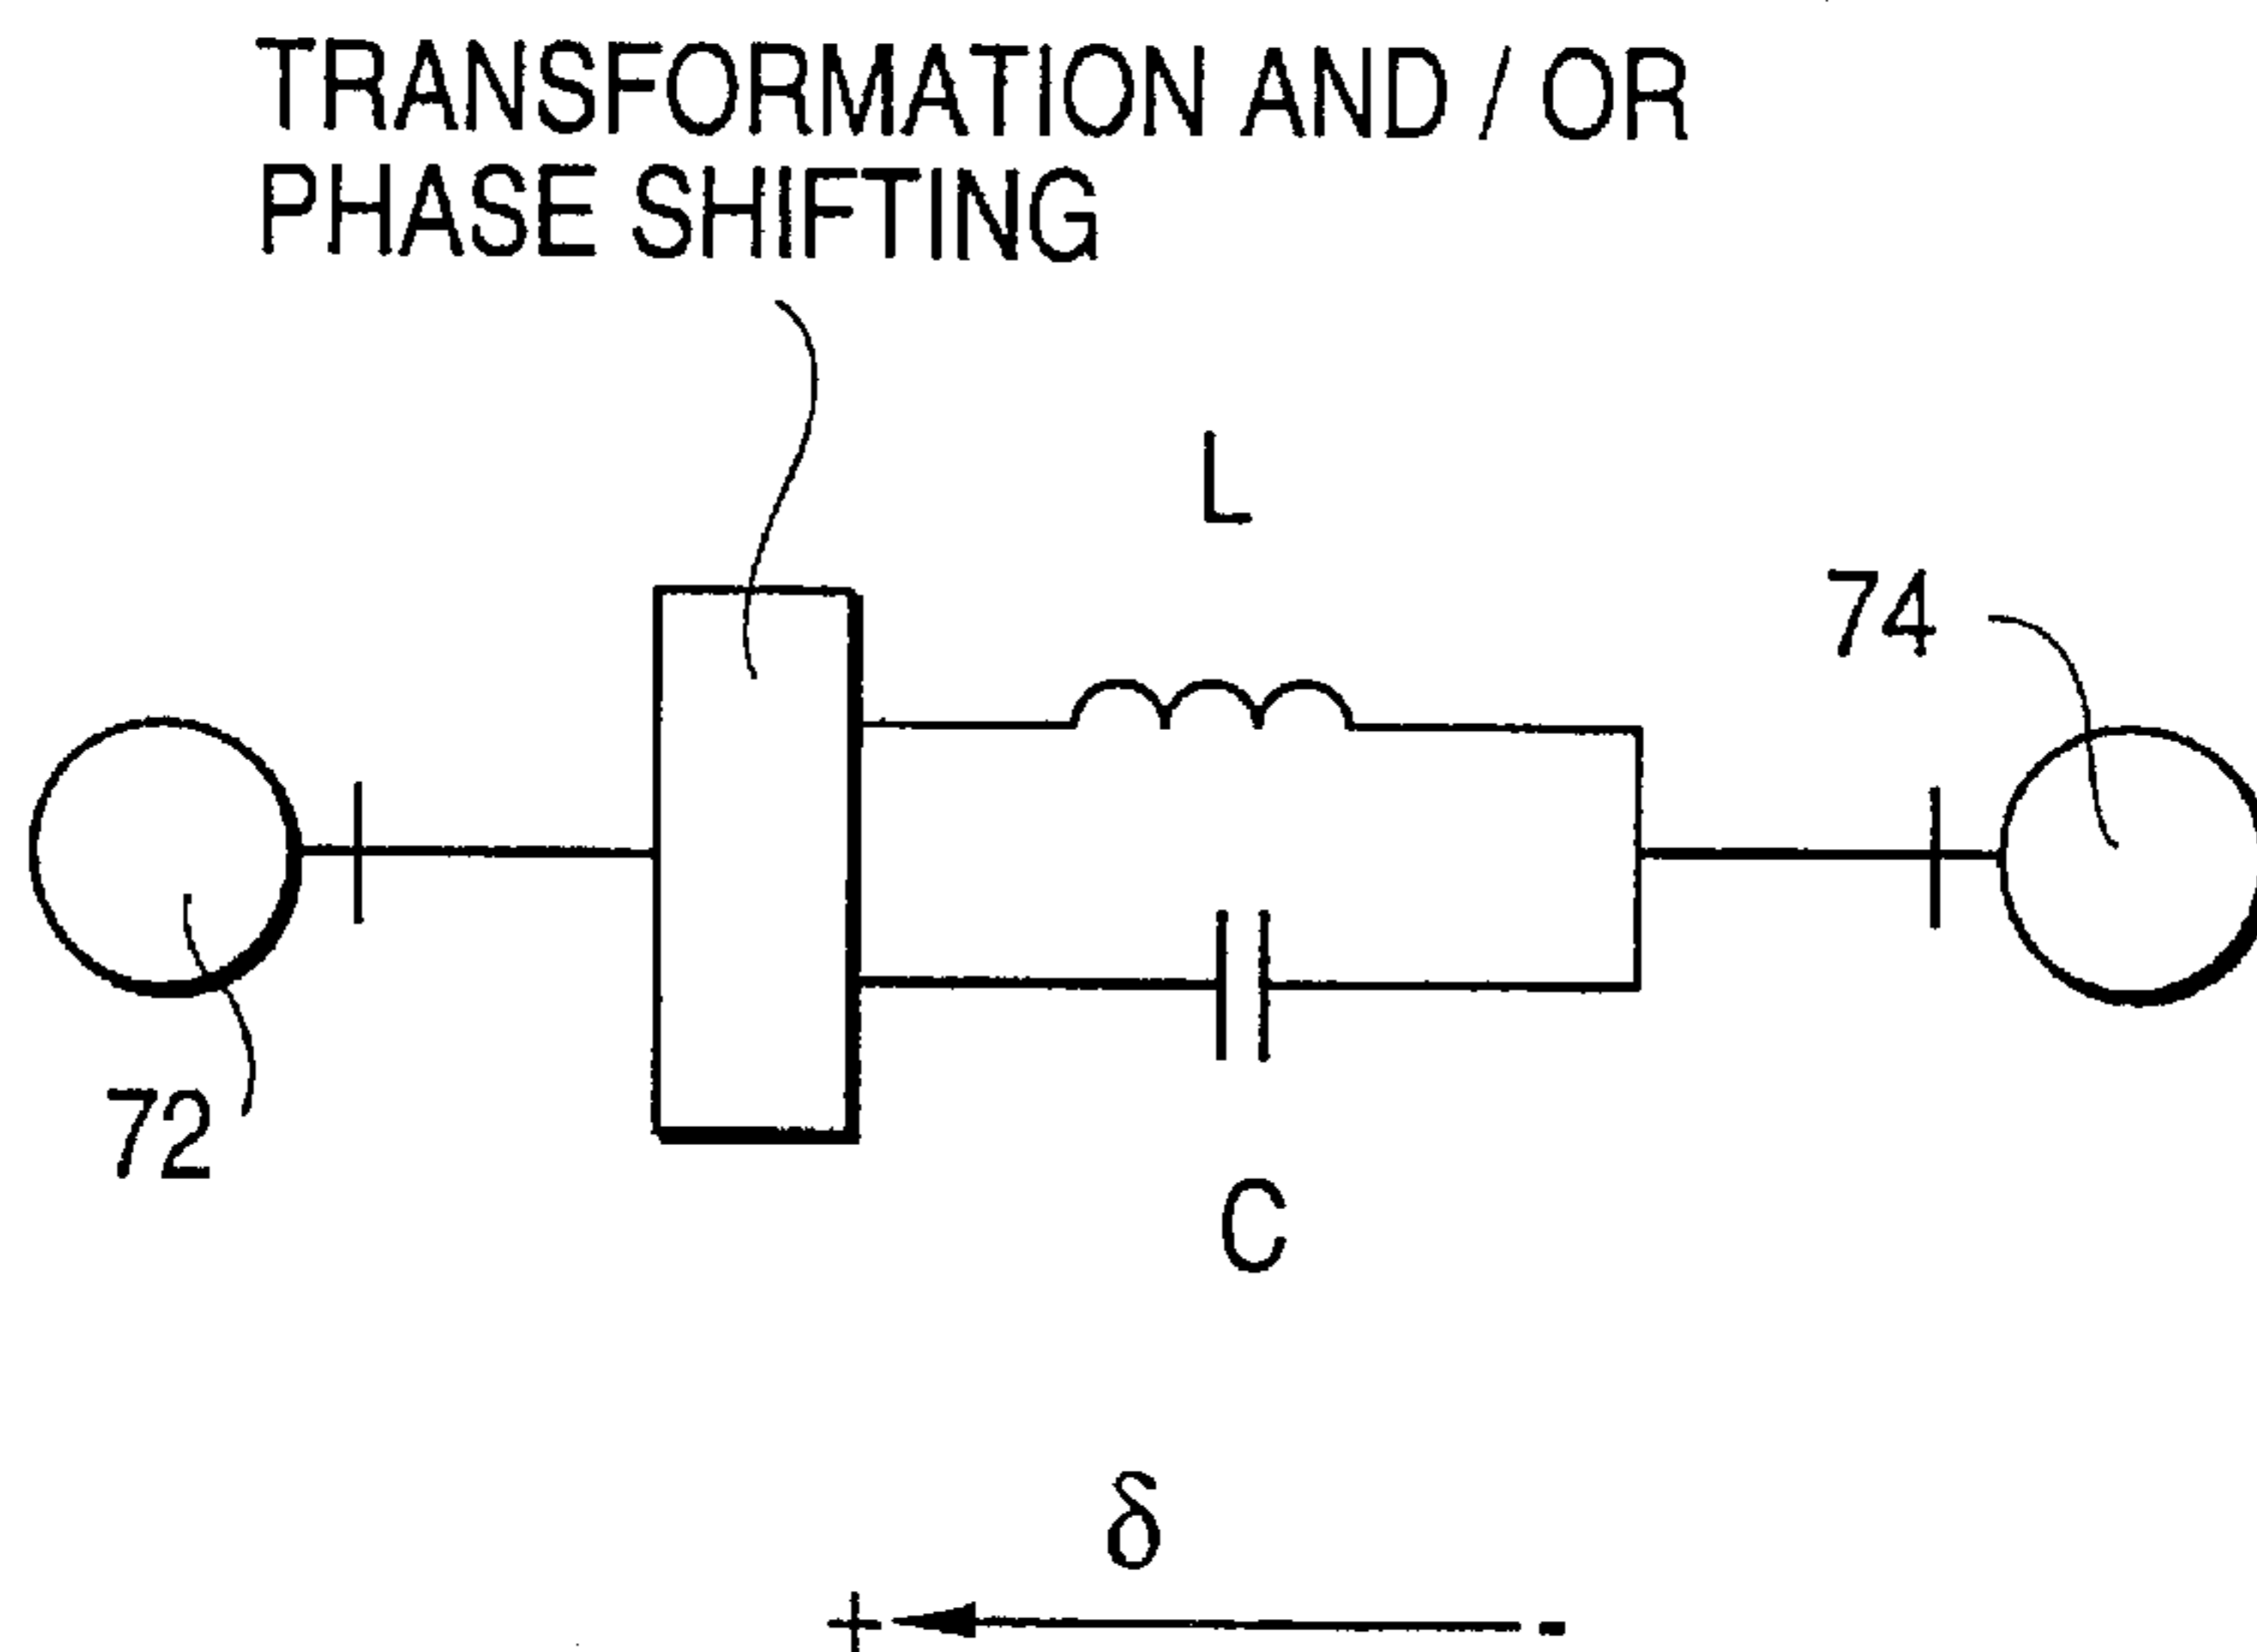 TRANSFORMATION AND / OR
PHASE SHIFTING
L
74
72
C
δ
+ -